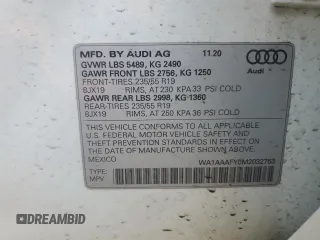 MFD. BY AUDI AG 11.20
GVWR LBS 5489, KG 2490
GAWR FRONT LBS 2756, KG 1250
FRONT-TIRES 235/55 R19
8JX19 RIMS, AT 230 KPA 33 PSI COLD
GAWR REAR LBS 2998, KG 1360
REAR-TIRES 235/55 R19
8JX19 RIMS, AT 250 KPA 36 PSI COLD
Audi
THIS VEHICLE CONFORMS TO ALL APPLICABLE
U.S. FEDERAL MOTOR VEHICLE SAFETY
AND THEFT PREVENTION STANDARDS IN EFFECT
ON THE DATE OF MANUFACTURE SHOWN ABOVE.
MEXICO
TYPE:
MPV
BIDFAX